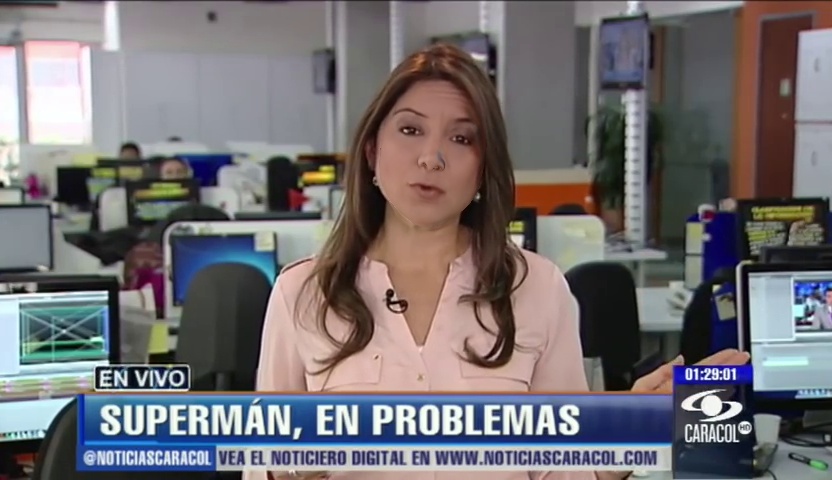 EN VIVO
01:29:01
SUPERMÁN, EN PROBLEMAS
CARACOL HD
@NOTICIASCARACOL VEA EL NOTICIERO DIGITAL EN WWW.NOTICIASCARACOL.COM